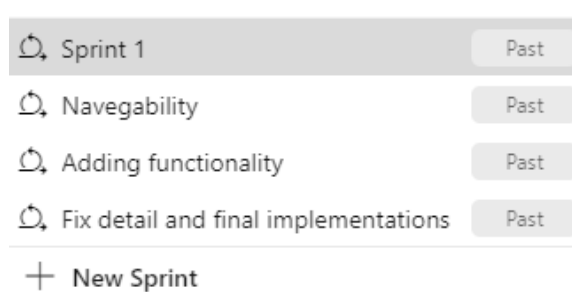 Sprint 1 Past
Navegability Past
Adding functionality Past
Fix detail and final implementations Past
New Sprint